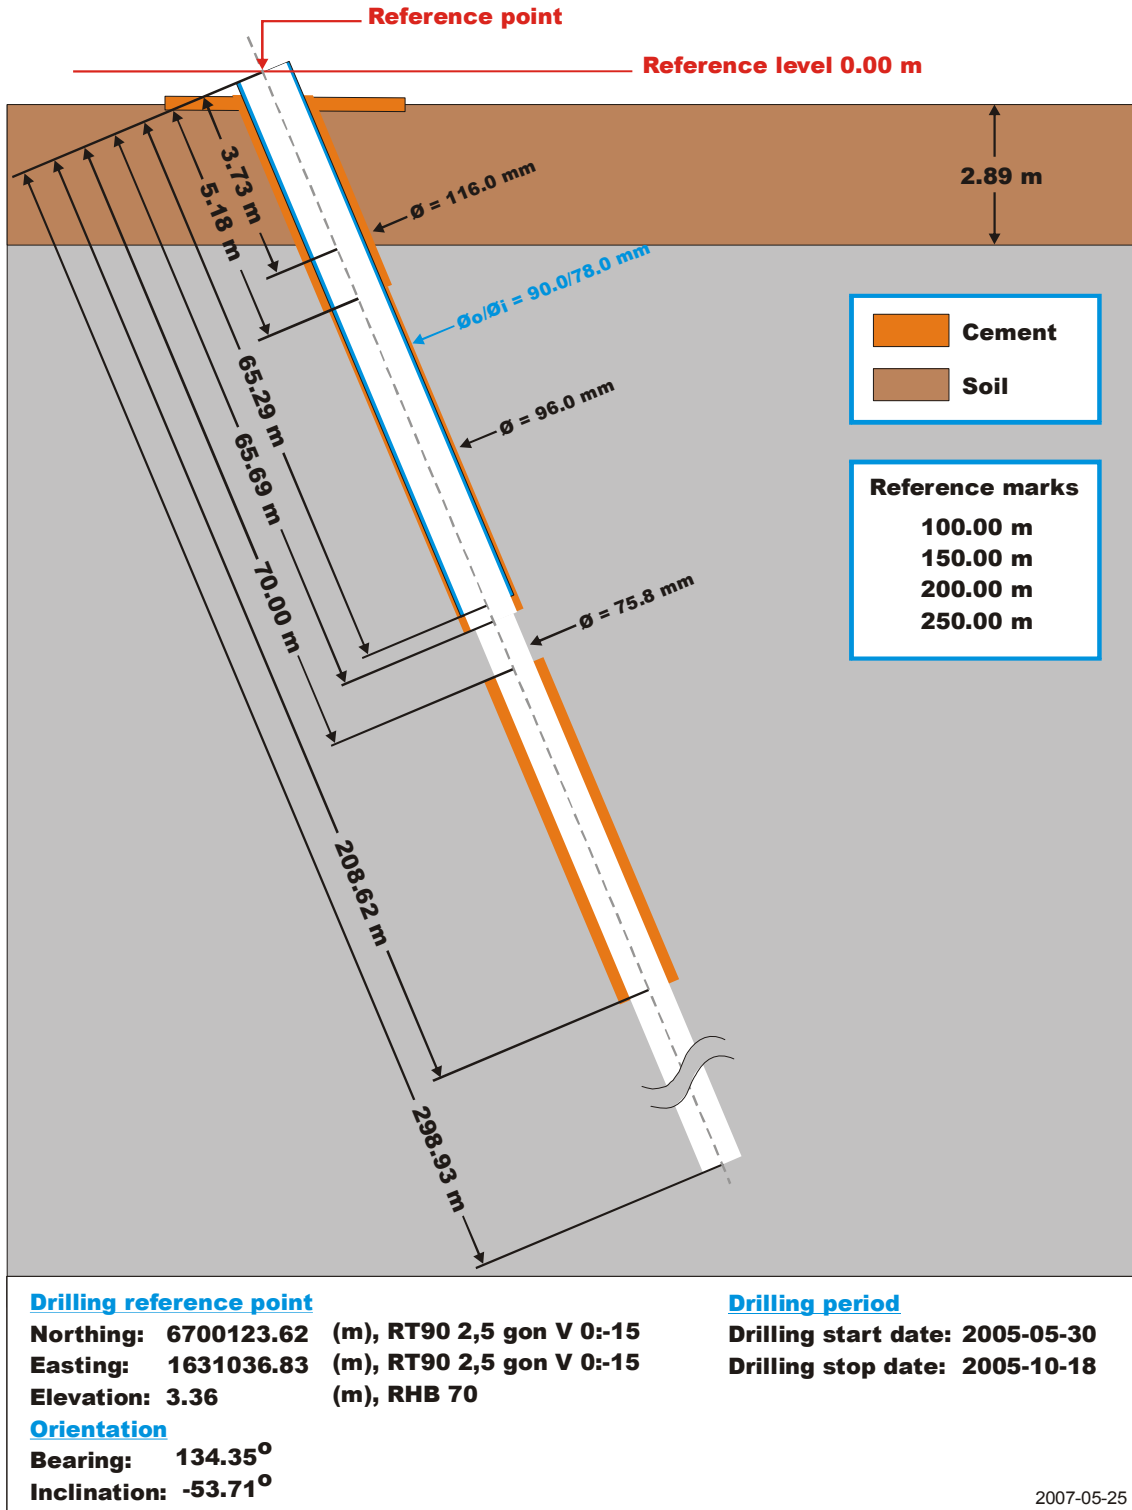 Reference point
Reference level 0.00 m
2.89 m
3.73 m
5.18 m
Ø = 116.0 mm
Øo/Øi = 90.0/78.0 mm
Ø = 96.0 mm
65.29 m
65.69 m
70.00 m
Ø = 75.8 mm
208.62 m
298.93 m
Cement
Soil
Reference marks
100.00 m
150.00 m
200.00 m
250.00 m
Drilling reference point
Northing: 6700123.62 (m), RT90 2,5 gon V 0:-15
Easting: 1631036.83 (m), RT90 2,5 gon V 0:-15
Elevation: 3.36 (m), RHB 70
Orientation
Bearing: 134.35°
Inclination: -53.71°
Drilling period
Drilling start date: 2005-05-30
Drilling stop date: 2005-10-18
2007-05-25